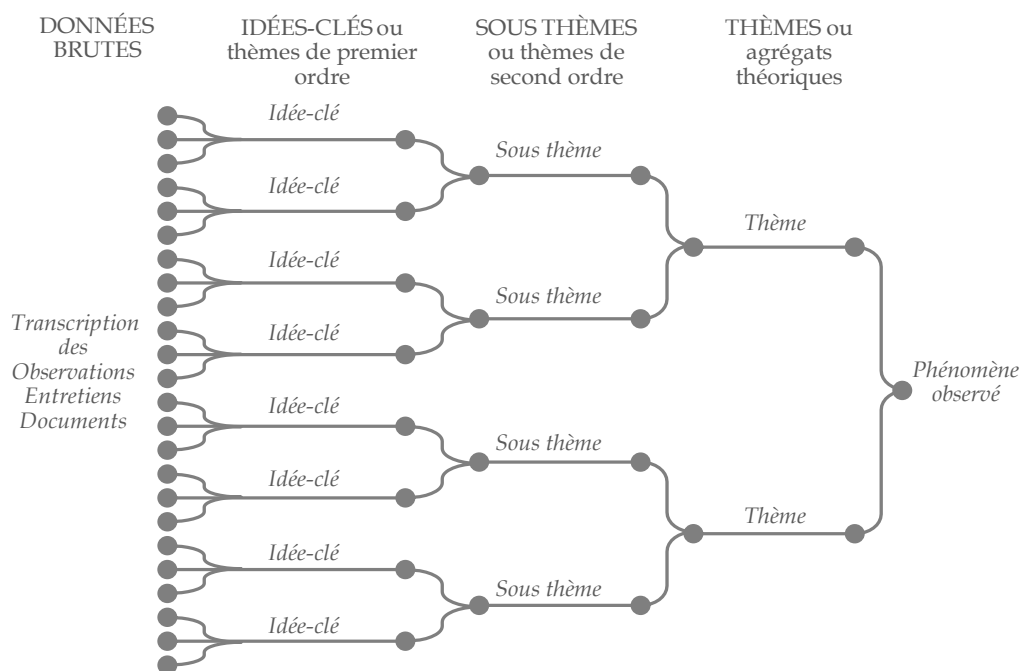 DONNÉES
BRUTES
IDÉES-CLÉS ou
thèmes de premier
ordre
SOUS THÈMES
ou thèmes de
second ordre
THÈMES ou
agrégats
théoriques
Idée-clé
Sous thème
Idée-clé
Thème
Idée-clé
Sous thème
Idée-clé
Transcription
des
Observations
Entretiens
Documents
Phénomène
observé
Idée-clé
Sous thème
Idée-clé
Thème
Idée-clé
Sous thème
Idée-clé